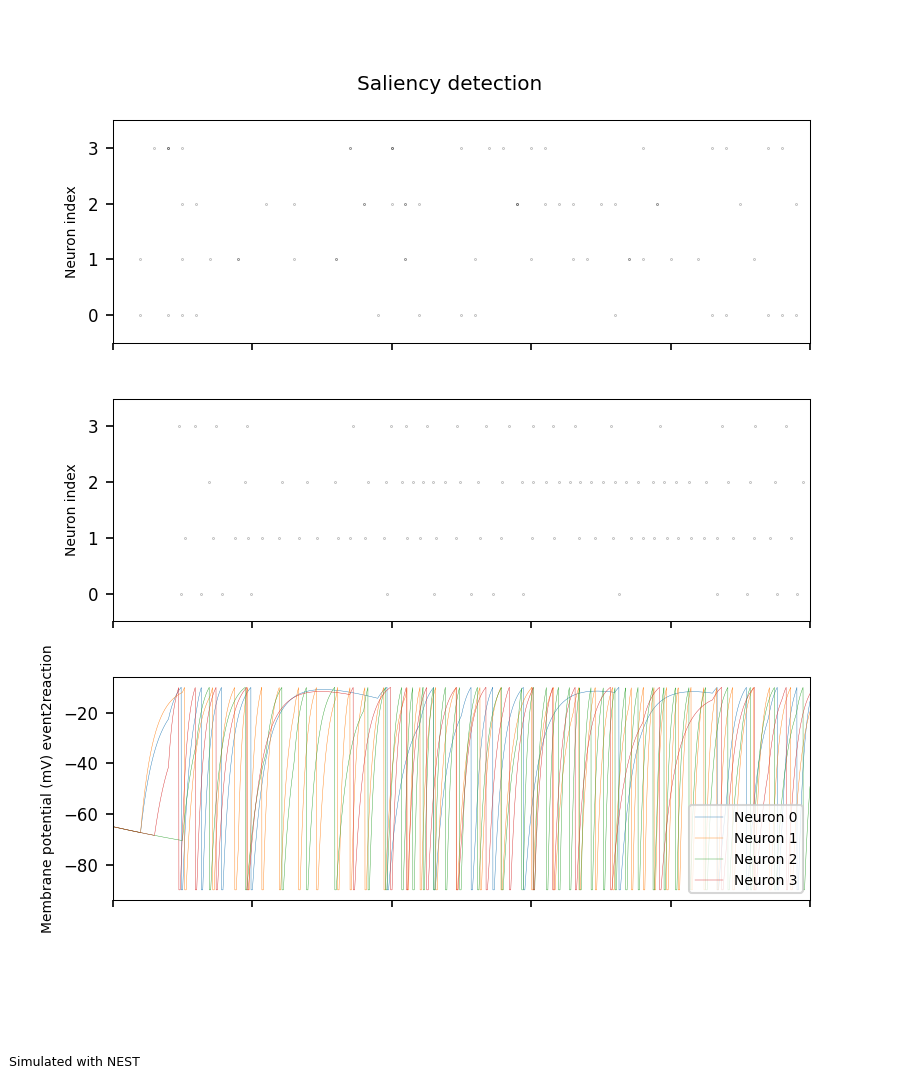 Saliency detection
Neuron index
3
2
1
0
Neuron index
3
2
1
0
Membrane potential (mV) event2reaction
−20
−40
−60
−80
Neuron 0
Neuron 1
Neuron 2
Neuron 3
Simulated with NEST